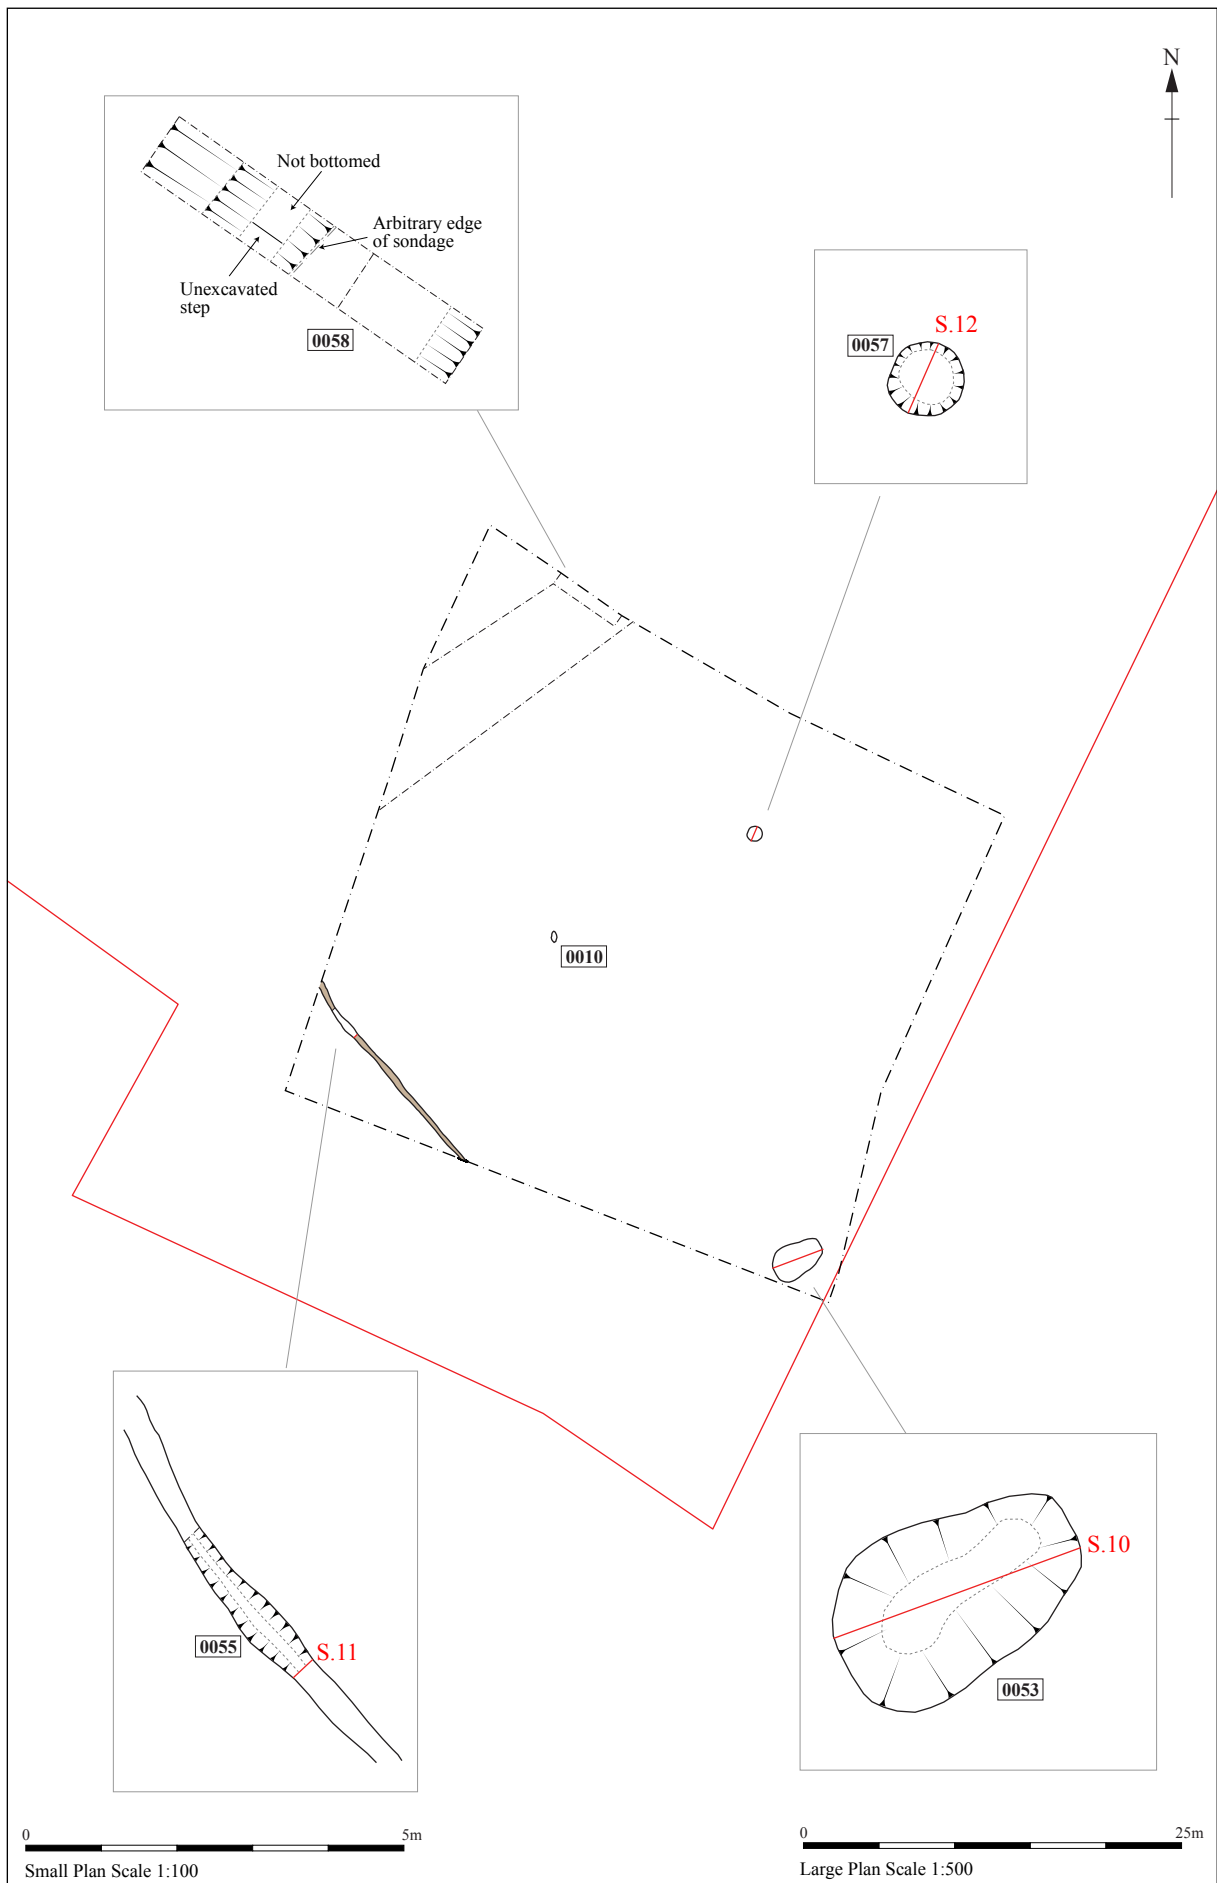 N
Not bottomed
Arbitrary edge
of sondage
Unexcavated
step
0058
S.12
0057
0010
S.11
0055
S.10
0053
0 5m
Small Plan Scale 1:100
0 25m
Large Plan Scale 1:500